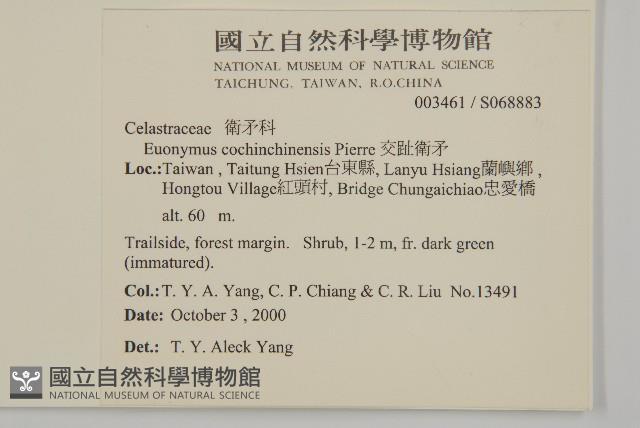 國立自然科學博物館
NATIONAL MUSEUM OF NATURAL SCIENCE
TAICHUNG, TAIWAN, R.O.CHINA
003461 / S068883
Celastraceae 衛矛科
Euonymus cochinchinensis Pierre 交趾衛矛
Loc.:Taiwan , Taitung Hsien台東縣, Lanyu Hsiang蘭嶼鄉 ,
Hongtou Village紅頭村, Bridge Chungaichiao忠愛橋
alt. 60 m.
Trailside, forest margin. Shrub, 1-2 m, fr. dark green
(immatured).
Col.: T. Y. A. Yang, C. P. Chiang & C. R. Liu No.13491
Date: October 3 , 2000
Det.: T. Y. Aleck Yang
國立自然科學博物館
NATIONAL MUSEUM OF NATURAL SCIENCE